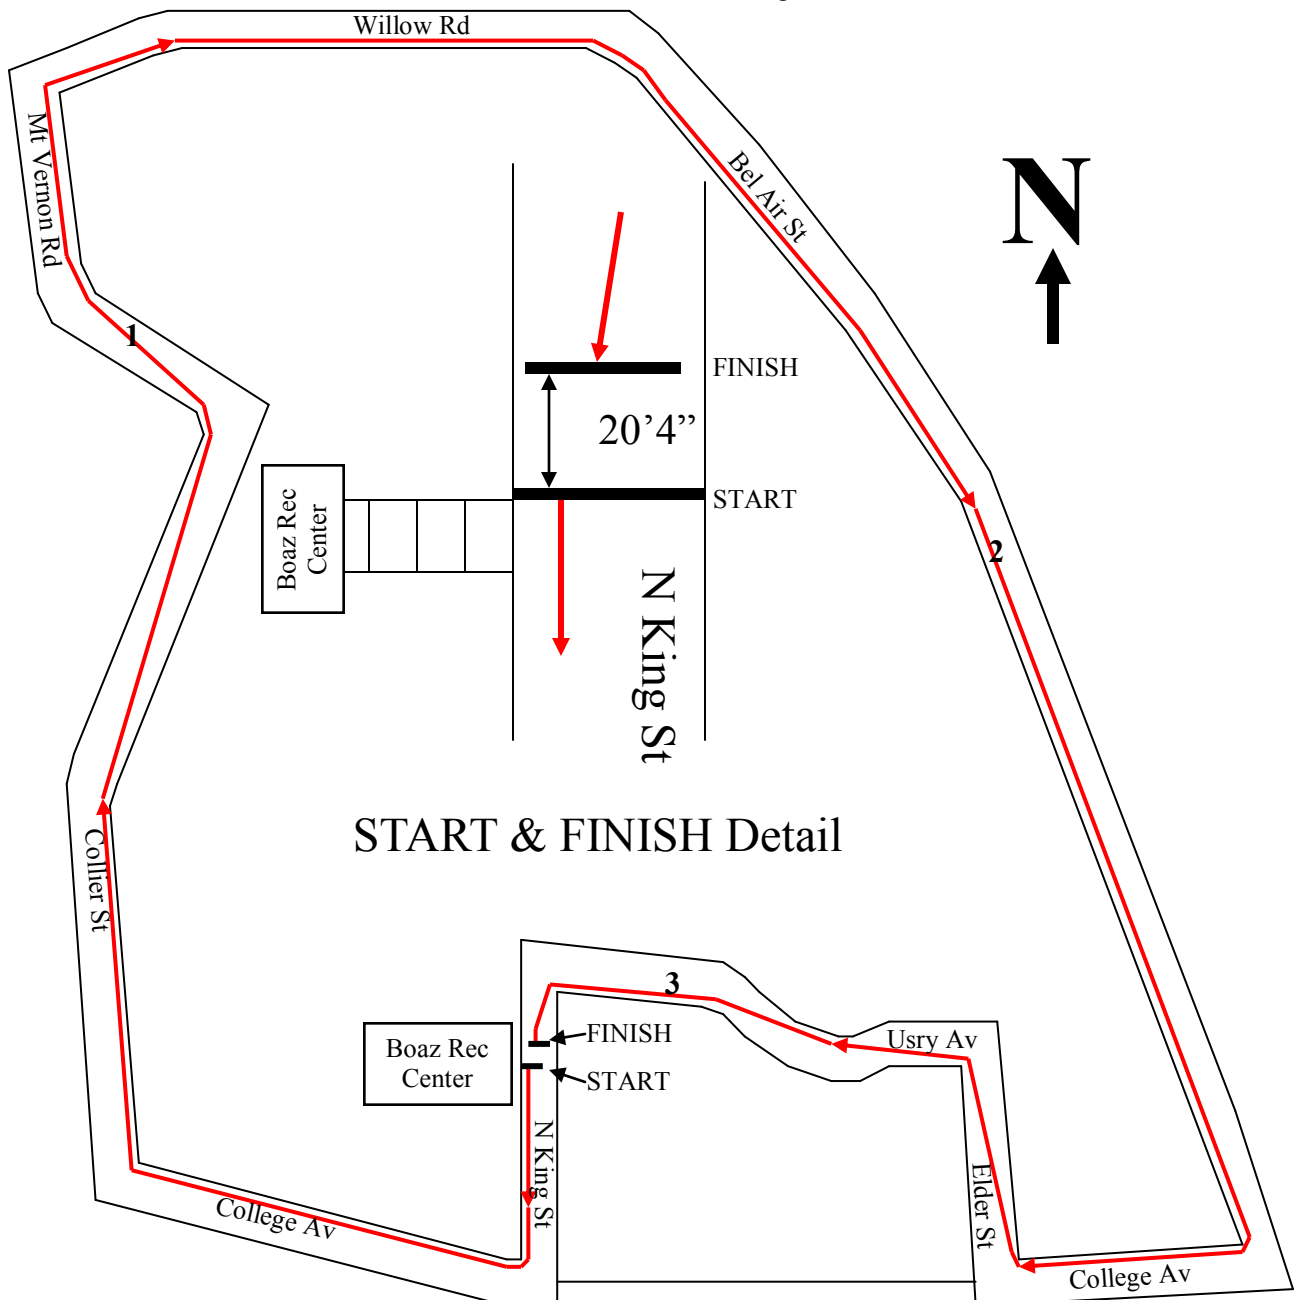 Willow Rd
Mt Vernon Rd
Bel Air St
N
1
FINISH
20’4”
START
Boaz Rec
Center
2
N King St
START & FINISH Detail
Collier St
3
FINISH
Usry Av
Boaz Rec
Center
START
N King St
Elder St
College Av
College Av